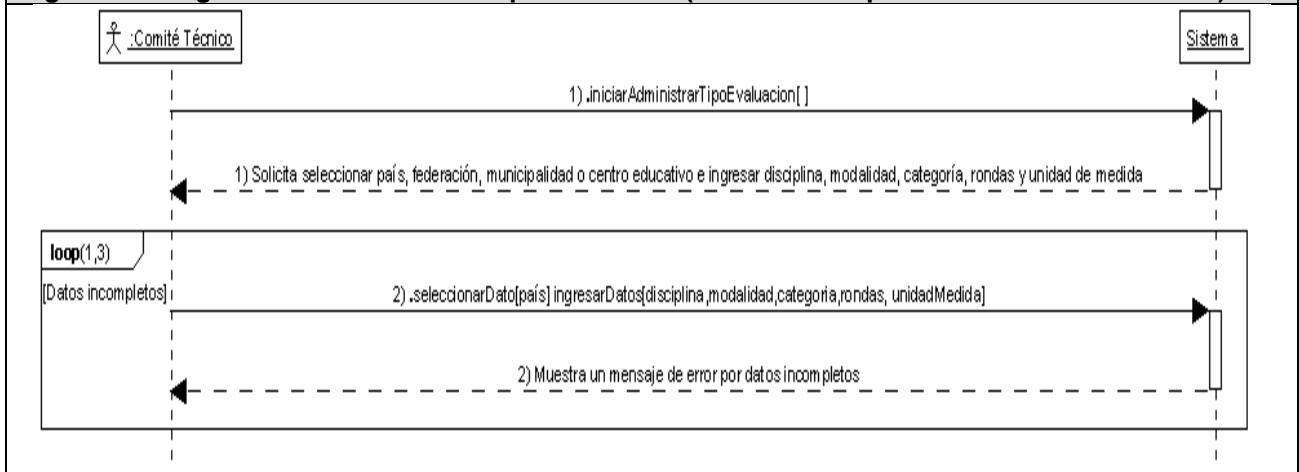 :Comité Técnico
Sistema
1) .iniciarAdministrarTipoEvaluacion[ ]
1) Solicita seleccionar país, federación, municipalidad o centro educativo e ingresar disciplina, modalidad, categoría, rondas y unidad de medida
loop(1,3)
[Datos incompletos]
2) .seleccionarDato[país] ingresarDatos[disciplina,modalidad,categoria,rondas, unidadMedida]
2) Muestra un mensaje de error por datos incompletos